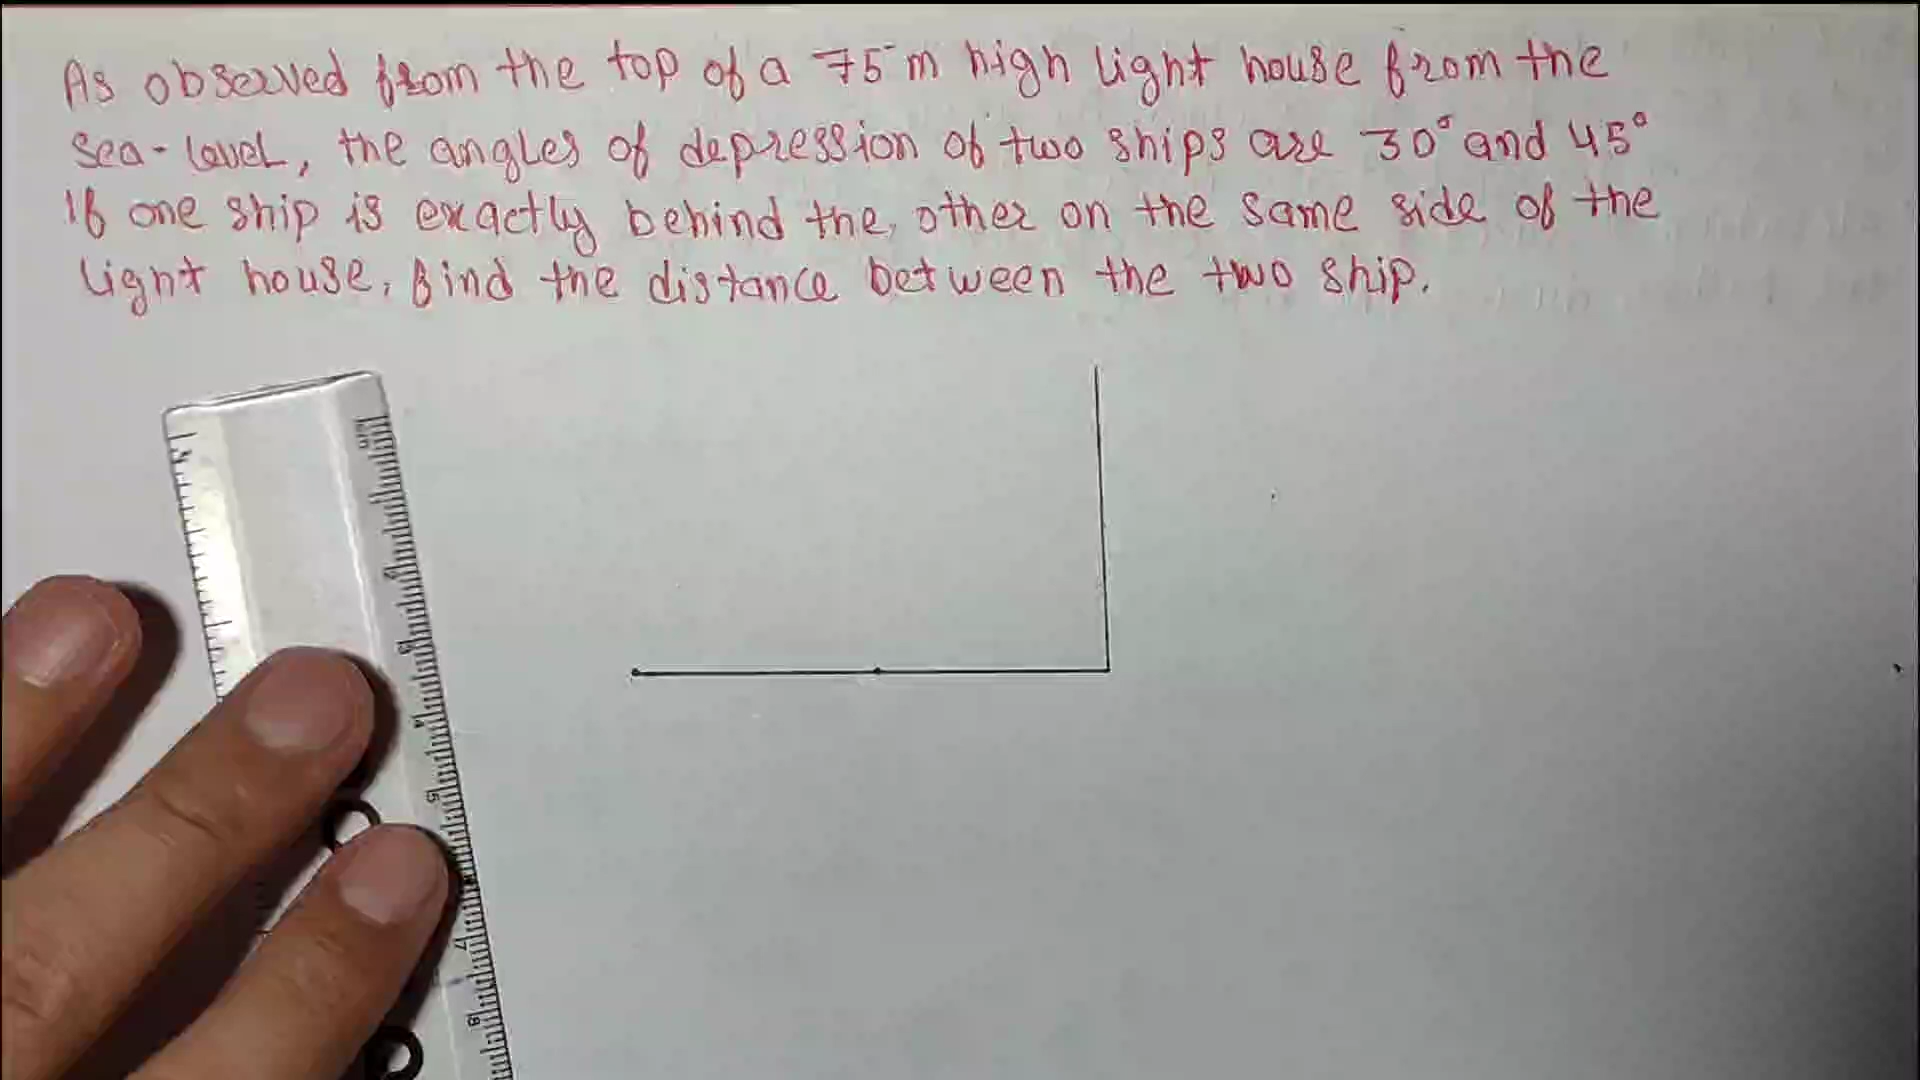 As observed from the top of a 75 m high light house from the
sea-level, the angles of depression of two ships are 30° and 45°
If one ship is exactly behind the, other on the same side of the
light house, find the distance between the two ship.